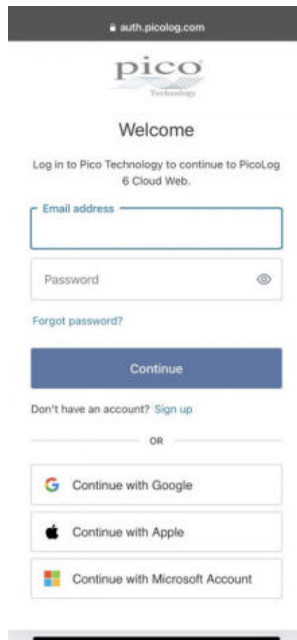 auth.picolog.com
pico
Technology
Welcome
Log in to Pico Technology to continue to PicoLog
6 Cloud Web.
Email address
Password
Forgot password?
Continue
Don't have an account? Sign up
OR
Continue with Google
Continue with Apple
Continue with Microsoft Account